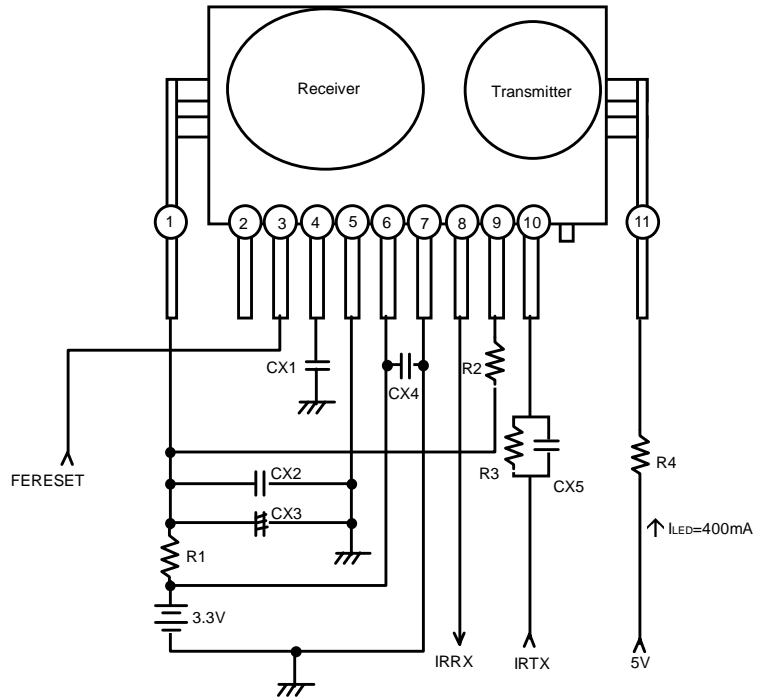 Receiver
Transmitter
1
2
3
4
5
6
7
8
9
10
11
CX1
CX4
R2
FERESET
CX2
CX3
R3
CX5
R4
R1
ILED=400mA
3.3V
IRRX
IRTX
5V